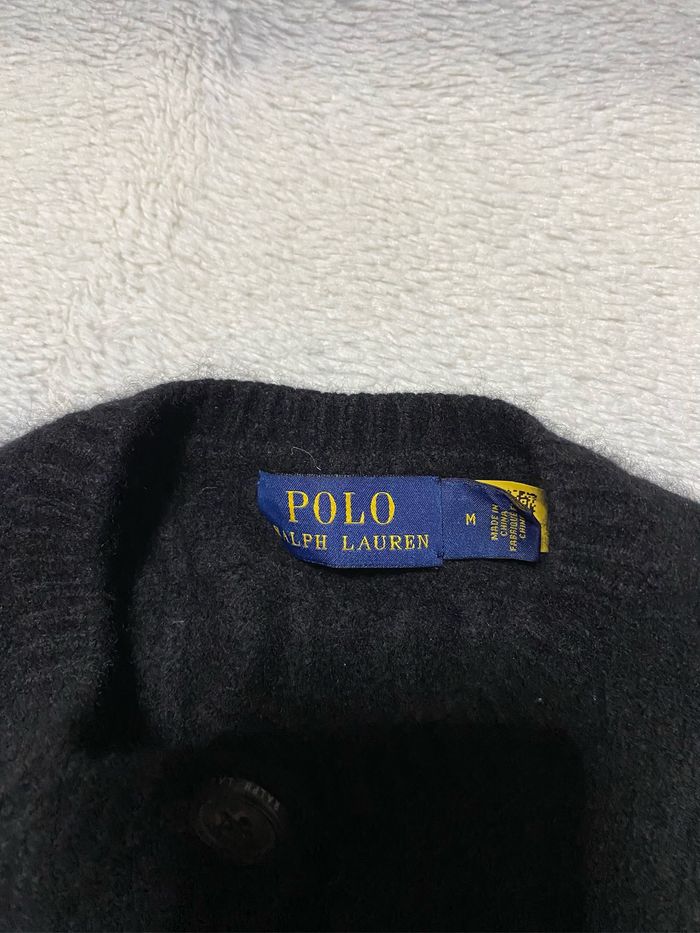 POLO
RALPH LAUREN
M
MADE IN
CHINA
FABRIQUÉ
CHINE